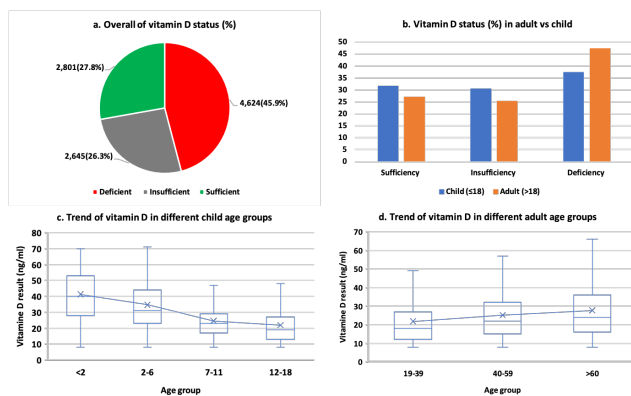 a. Overall of vitamin D status (%)
2,801(27.8%)
4,624(45.9%)
2,645(26.3%)
Deficient Insufficient Sufficient
b. Vitamin D status (%) in adult vs child
50
45
40
35
30
25
20
15
10
5
0
Sufficiency Insufficiency Deficiency
Child (≤18) Adult (>18)
c. Trend of vitamin D in different child age groups
Vitamine D result (ng/ml)
80
70
60
50
40
30
20
10
0
<2 2-6 7-11 12-18
Age group
d. Trend of vitamin D in different adult age groups
Vitamine D result (ng/ml)
70
60
50
40
30
20
10
0
19-39 40-59 >60
Age group